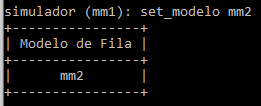 simulador (mm1): set_modelo mm2
+----------------+
| Modelo de Fila |
+----------------+
|      mm2       |
+----------------+